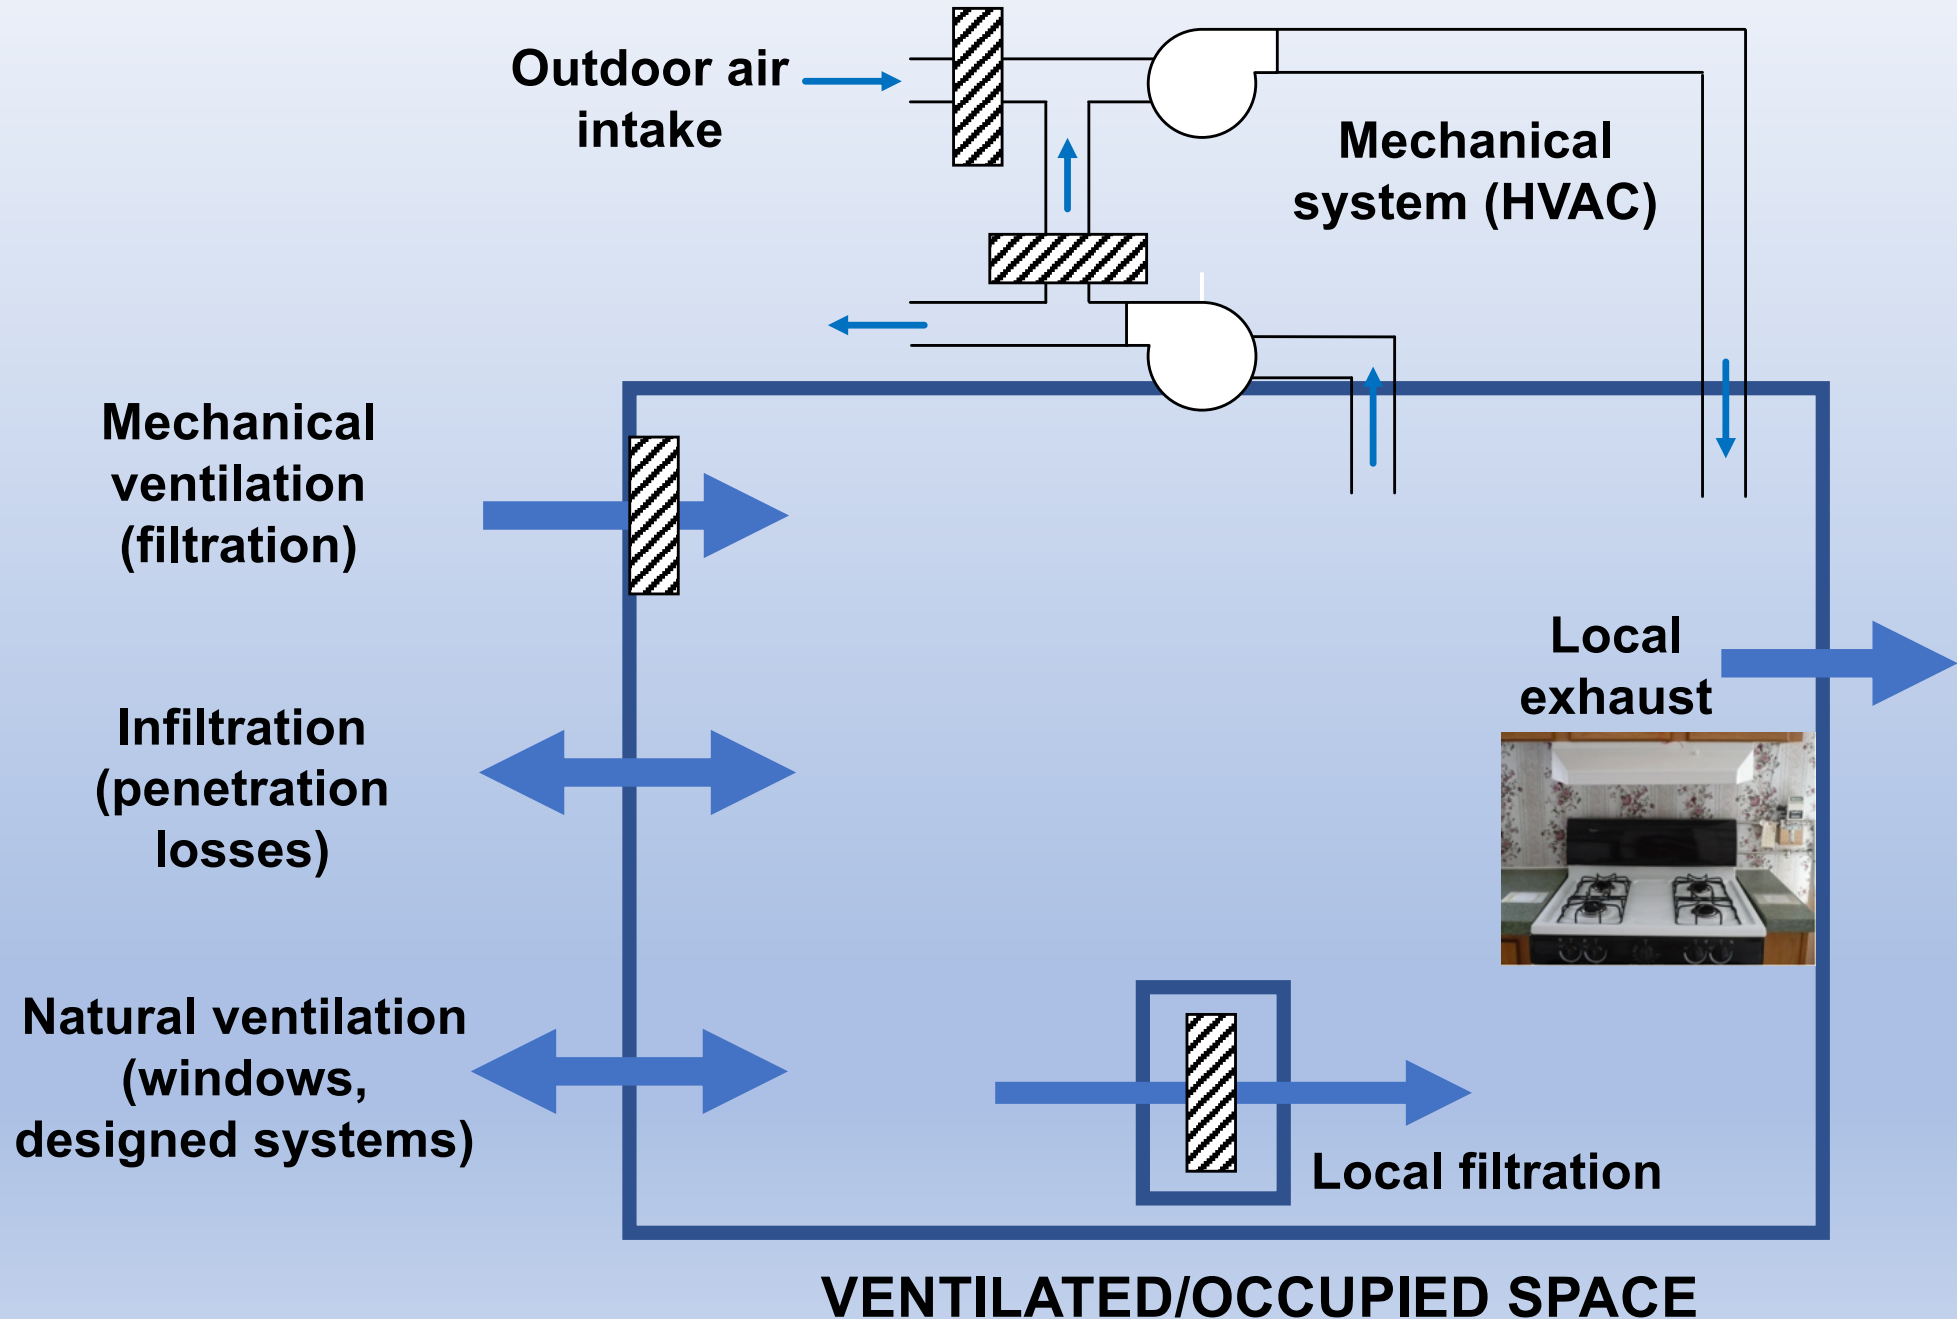 Outdoor air
intake
Mechanical
system (HVAC)
Mechanical
ventilation
(filtration)
Local
exhaust
Infiltration
(penetration
losses)
Natural ventilation
(windows,
designed systems)
Local filtration
VENTILATED/OCCUPIED SPACE